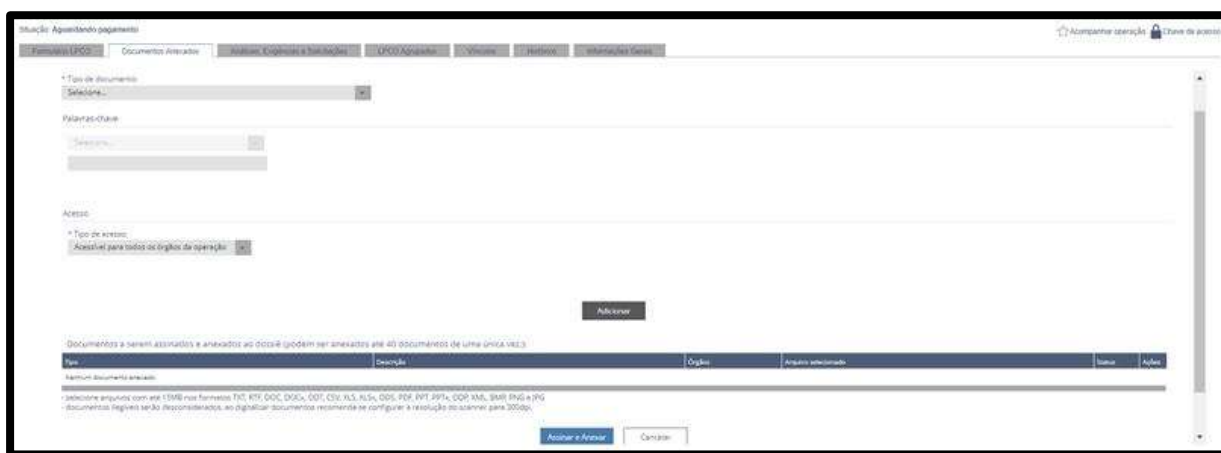 Situação: Aguardando pagamento
Acompanhar operação Chave de acesso
Formulário LPCO Documentos Anexados Análises, Exigências e Solicitações LPCO Agrupados Vínculos Histórico Informações Gerais
* Tipo de documento:
Selecione...
Palavras-chave
Selecione...
Acesso
* Tipo de acesso:
Acessível para todos os órgãos da operação
Adicionar
Documentos a serem assinados e anexados ao dossiê (podem ser anexados até 40 documentos de uma única vez.):
Tipo Descrição Órgãos Arquivo selecionado Status Ações
Nenhum documento anexado.
- selecione arquivos com até 15MB nos formatos TXT, RTF, DOC, DOCx, ODT, CSV, XLS, XLSx, ODS, PDF, PPT, PPTx, ODP, XML, BMP, PNG e JPG
- documentos ilegíveis serão desconsiderados, ao digitalizar documentos recomenda-se configurar a resolução do scanner para 300dpi.
Assinar e Anexar Cancelar